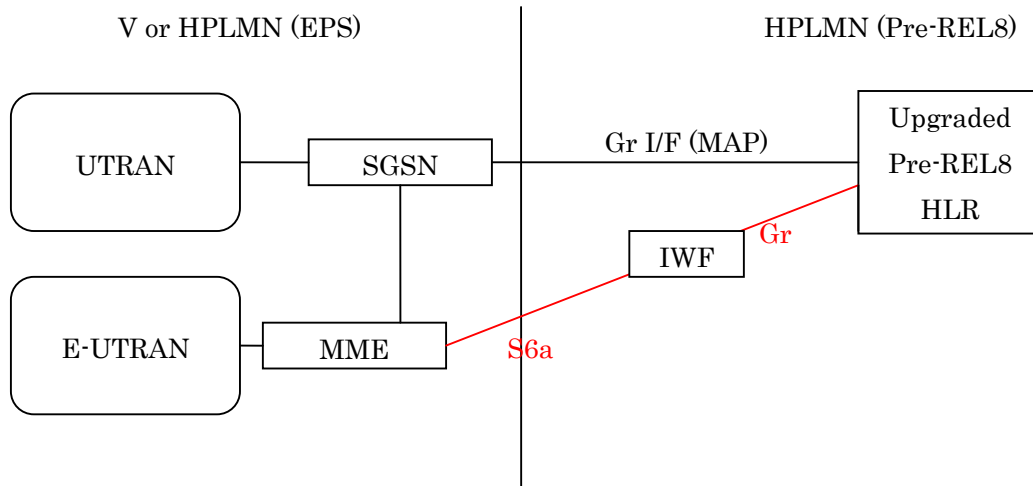 V or HPLMN (EPS)
HPLMN (Pre-REL8)
UTRAN
SGSN
Gr I/F (MAP)
Upgraded
Pre-REL8
HLR
Gr
IWF
E-UTRAN
MME
S6a